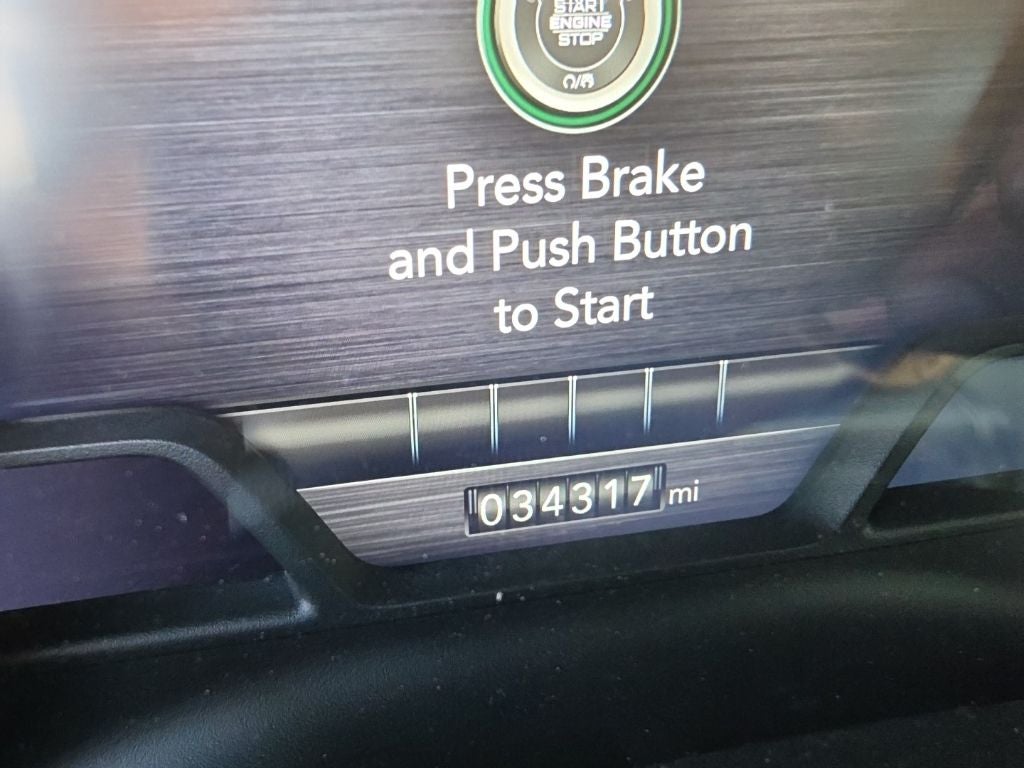 START
ENGINE
STOP
Press Brake
and Push Button
to Start
034317 mi